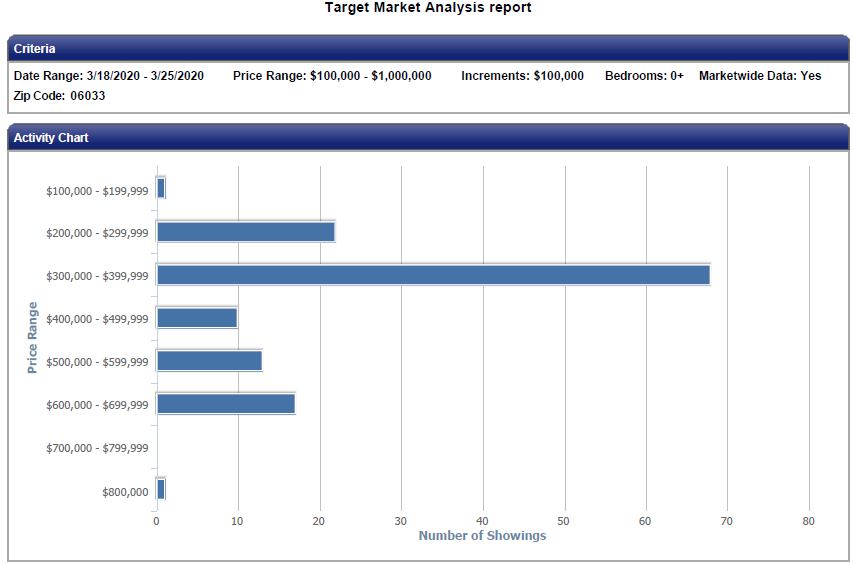 Target Market Analysis report
Criteria
Date Range: 3/18/2020 - 3/25/2020 Price Range: $100,000 - $1,000,000 Increments: $100,000 Bedrooms: 0+ Marketwide Data: Yes
Zip Code: 06033
Activity Chart
$100,000 - $199,999
$200,000 - $299,999
$300,000 - $399,999
$400,000 - $499,999
$500,000 - $599,999
$600,000 - $699,999
$700,000 - $799,999
$800,000
Price Range
0 10 20 30 40 50 60 70 80
Number of Showings